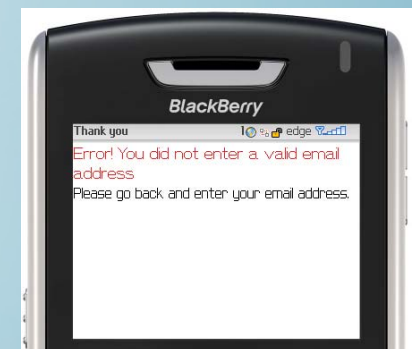 BlackBerry
Thank you 1 edge
Error! You did not enter a valid email
address
Please go back and enter your email address.